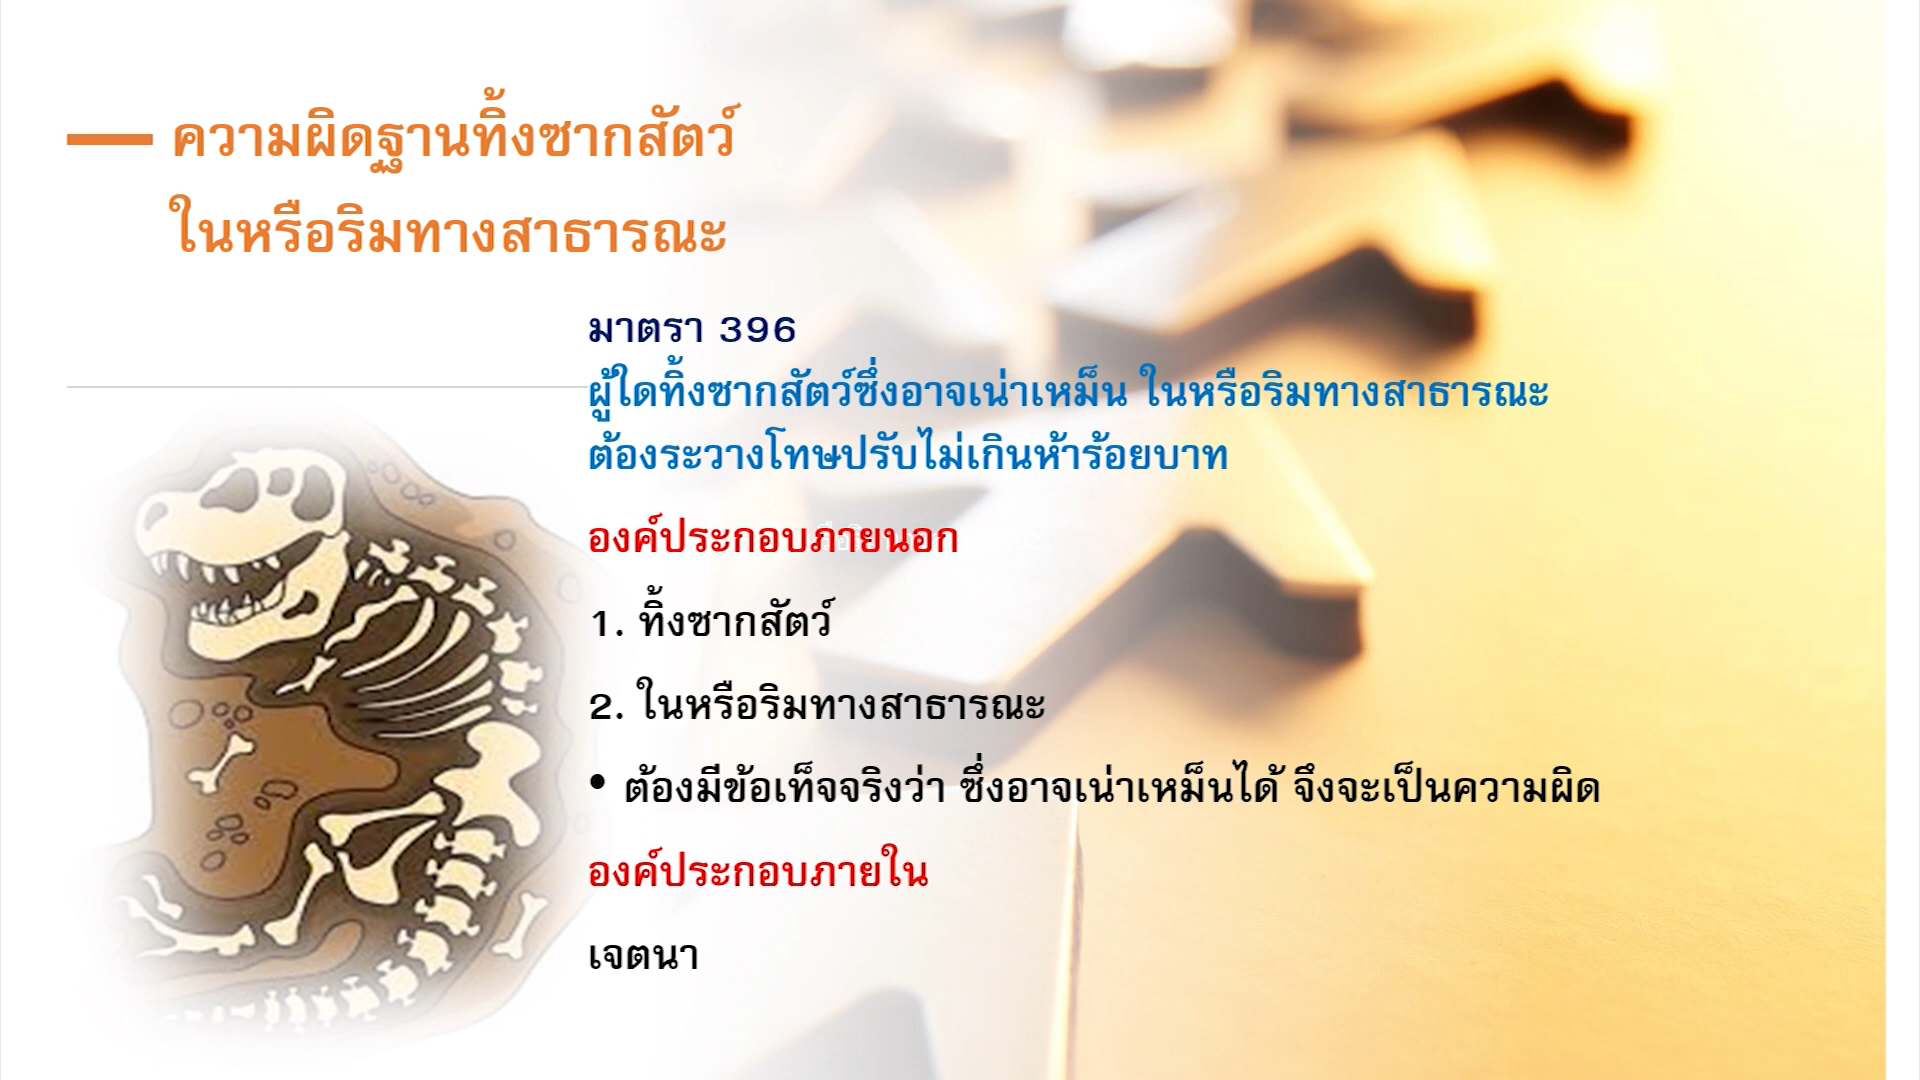 ความผิดฐานทิ้งซากสัตว์
ในหรือริมทางสาธารณะ
มาตรา 396
ผู้ใดทิ้งซากสัตว์ซึ่งอาจเน่าเหม็น ในหรือริมทางสาธารณะ
ต้องระวางโทษปรับไม่เกินห้าร้อยบาท
องค์ประกอบภายนอก
1. ทิ้งซากสัตว์
2. ในหรือริมทางสาธารณะ
• ต้องมีข้อเท็จจริงว่า ซึ่งอาจเน่าเหม็นได้ จึงจะเป็นความผิด
องค์ประกอบภายใน
เจตนา